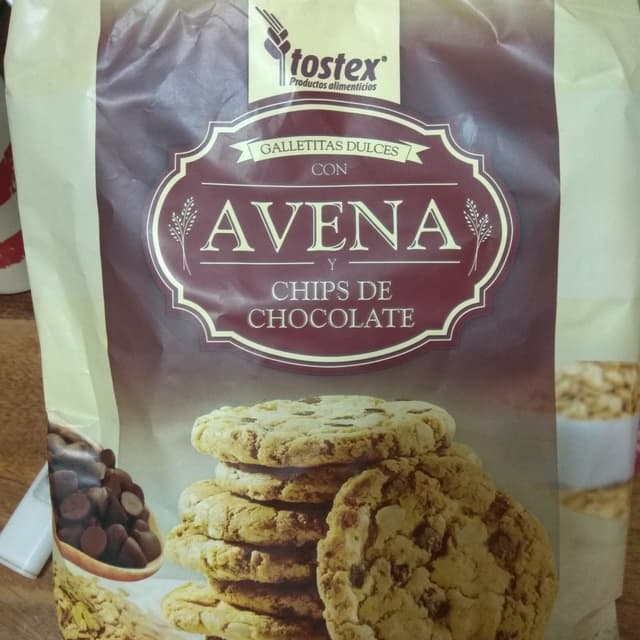 tostex®
Productos alimenticios
GALLETITAS DULCES
CON
AVENA
Y
CHIPS DE
CHOCOLATE